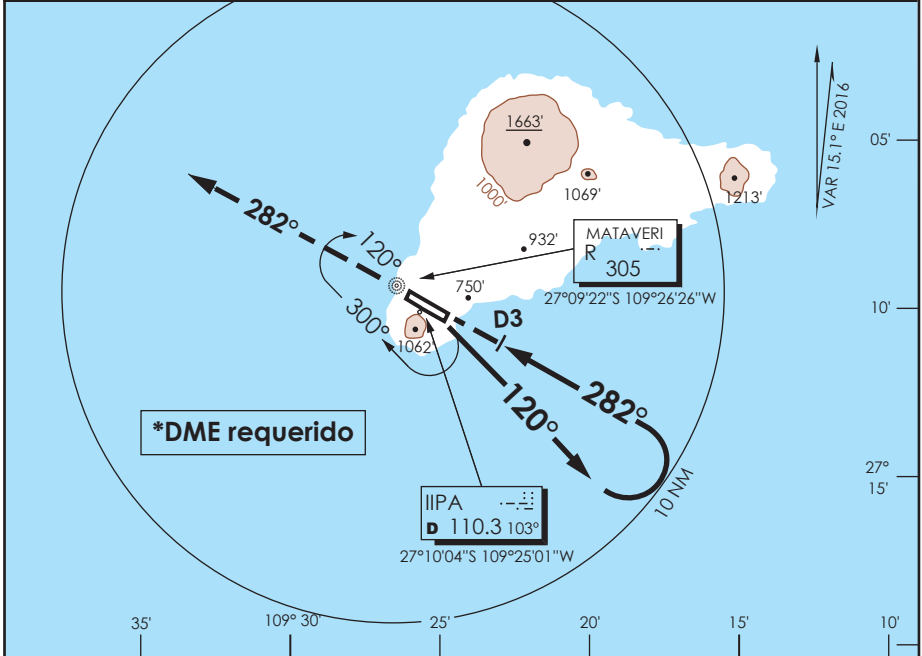 1663'
1000'
1069'
1213'
VAR 15.1° E 2016
05'
282°
120°
932'
MATAVERI
R
305
27°09'22"S 109°26'26"W
750'
300°
D3
10'
1062'
282°
120°
*DME requerido
10 NM
27°
15'
IIPA
D 110.3 103°
27°10'04"S 109°25'01"W
35'
109° 30'
25'
20'
15'
10'